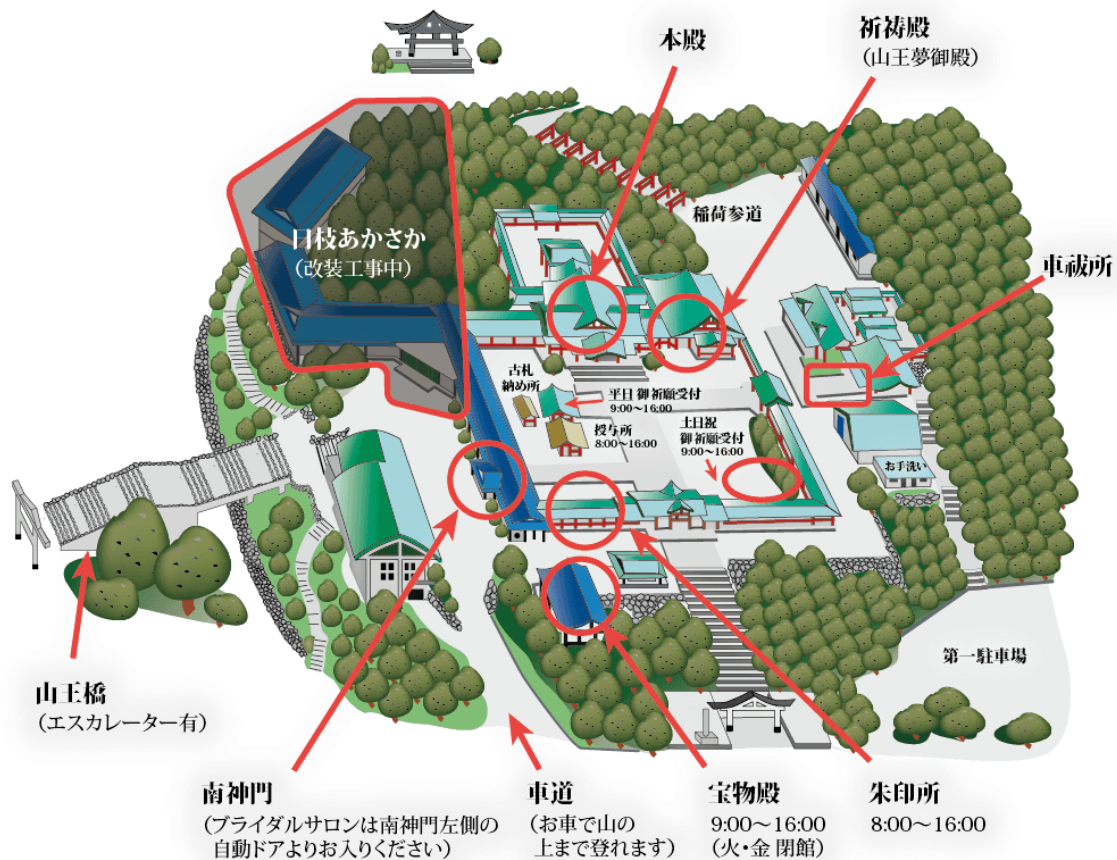 本殿
祈祷殿
(山王夢御殿)
稲荷参道
日枝あかさか
(改装工事中)
車祓所
古札
納め所
平日 御祈願受付
9:00〜16:00
授与所
8:00〜16:00
土日祝
御祈願受付
9:00〜16:00
お手洗い
第一駐車場
山王橋
(エスカレーター有)
南神門
(ブライダルサロンは南神門左側の
自動ドアよりお入りください)
車道
(お車で山の
上まで登れます)
宝物殿
9:00〜16:00
(火・金 閉館)
朱印所
8:00〜16:00